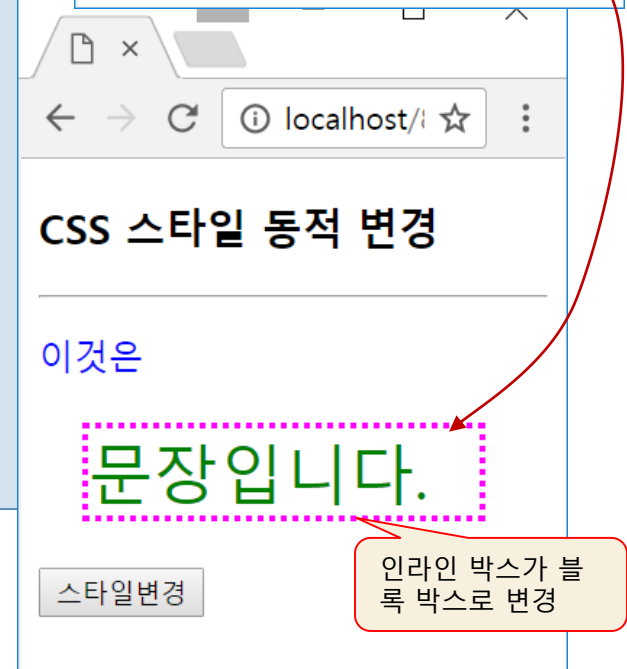 localhost/
CSS 스타일 동적 변경
이것은
문장입니다.
인라인 박스가 블
록 박스로 변경
스타일변경